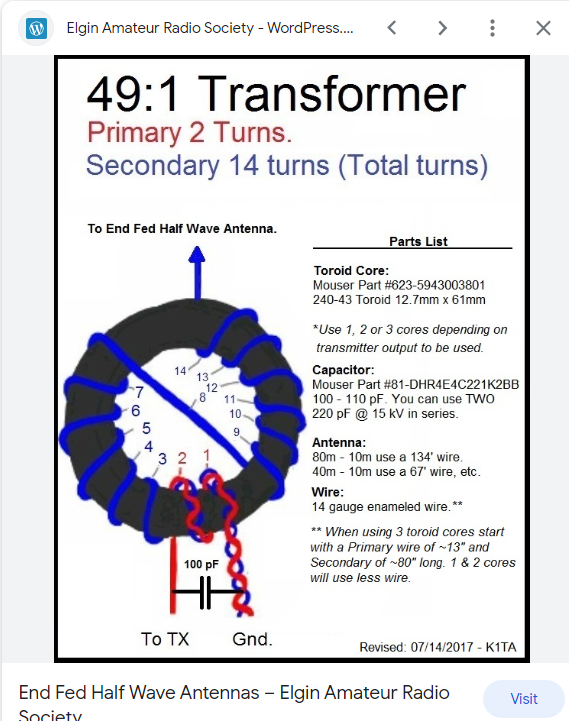 Elgin Amateur Radio Society - WordPress....
49:1 Transformer
Primary 2 Turns.
Secondary 14 turns (Total turns)
To End Fed Half Wave Antenna.
Parts List
Toroid Core:
Mouser Part #623-5943003801
240-43 Toroid 12.7mm x 61mm
*Use 1, 2 or 3 cores depending on
transmitter output to be used.
Capacitor:
Mouser Part #81-DHR4E4C221K2BB
100 - 110 pF. You can use TWO
220 pF @ 15 kV in series.
Antenna:
80m - 10m use a 134' wire.
40m - 10m use a 67' wire, etc.
Wire:
14 gauge enameled wire.**
** When using 3 toroid cores start
with a Primary wire of ~13" and
Secondary of ~80" long. 1 & 2 cores
will use less wire.
14
13
12
11
10
9
8
7
6
5
4
3
2
1
100 pF
To TX
Gnd.
Revised: 07/14/2017 - K1TA
End Fed Half Wave Antennas – Elgin Amateur Radio
Society
Visit